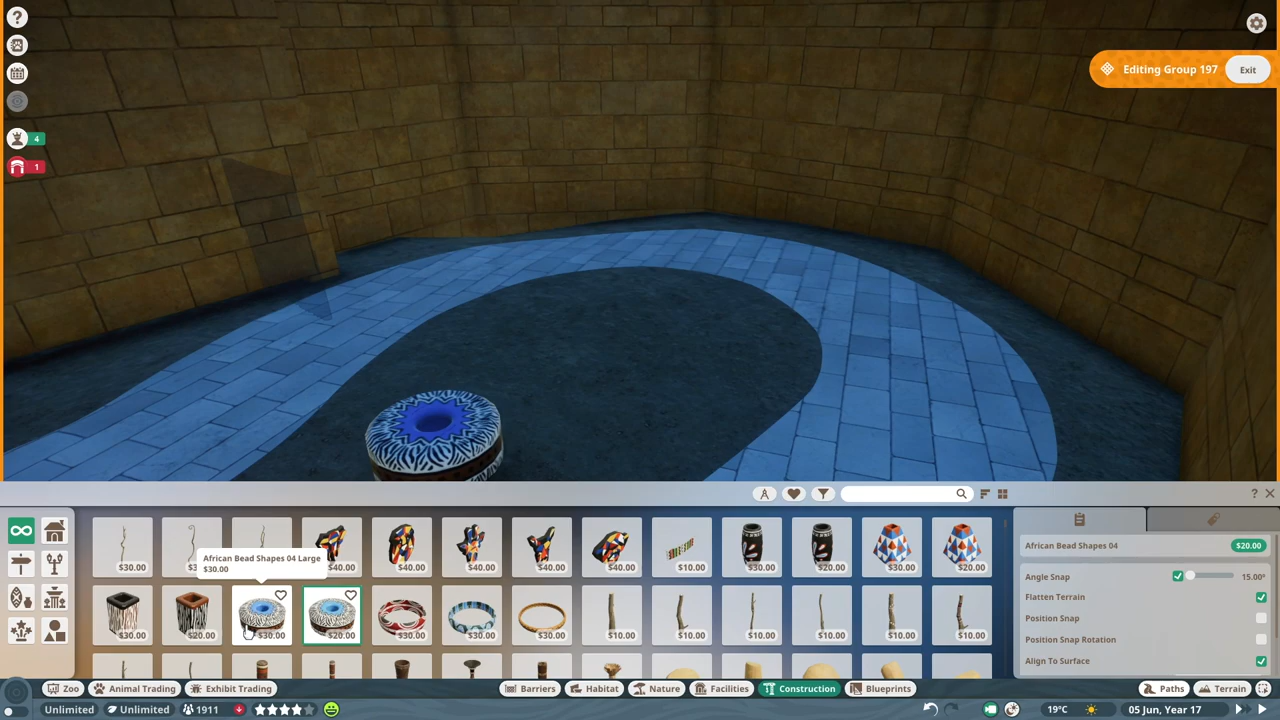 Editing Group 197
Exit
4
1
African Bead Shapes 04 Large
$30.00
$30.00
$40.00
$40.00
$40.00
$40.00
$40.00
$10.00
$30.00
$20.00
$30.00
$20.00
$30.00
$20.00
$30.00
$20.00
$30.00
$30.00
$30.00
$10.00
$10.00
$10.00
$10.00
$10.00
$10.00
African Bead Shapes 04
$20.00
Angle Snap
15.00°
Flatten Terrain
Position Snap
Position Snap Rotation
Align To Surface
Zoo
Animal Trading
Exhibit Trading
Barriers
Habitat
Nature
Facilities
Construction
Blueprints
Paths
Terrain
Unlimited
Unlimited
1911
19°C
05 Jun, Year 17